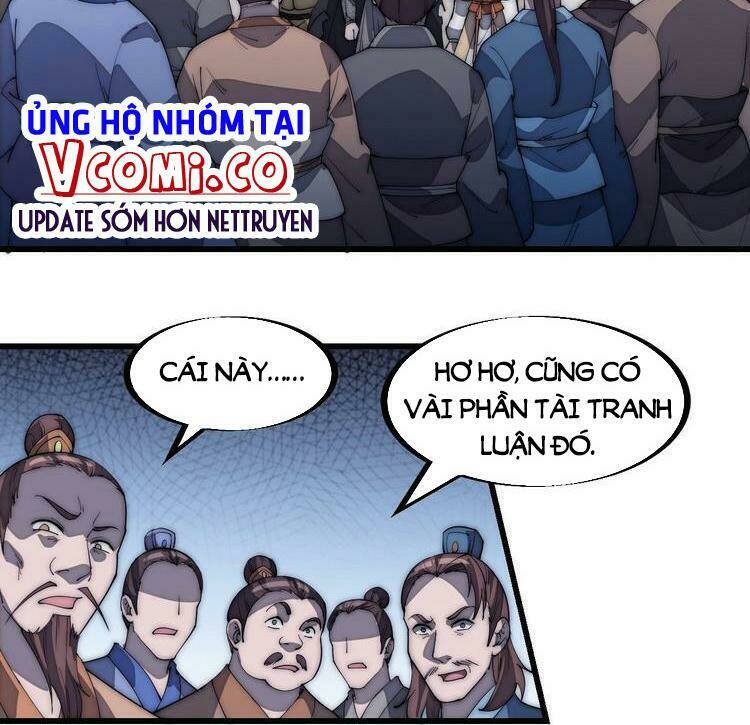 ỦNG HỘ NHÓM TẠI
VCOMI.CO
UPDATE SỚM HƠN NETTRUYEN
CÁI NÀY......
HƠ HƠ, CŨNG CÓ
VÀI PHẦN TÀI TRANH
LUẬN ĐÓ.